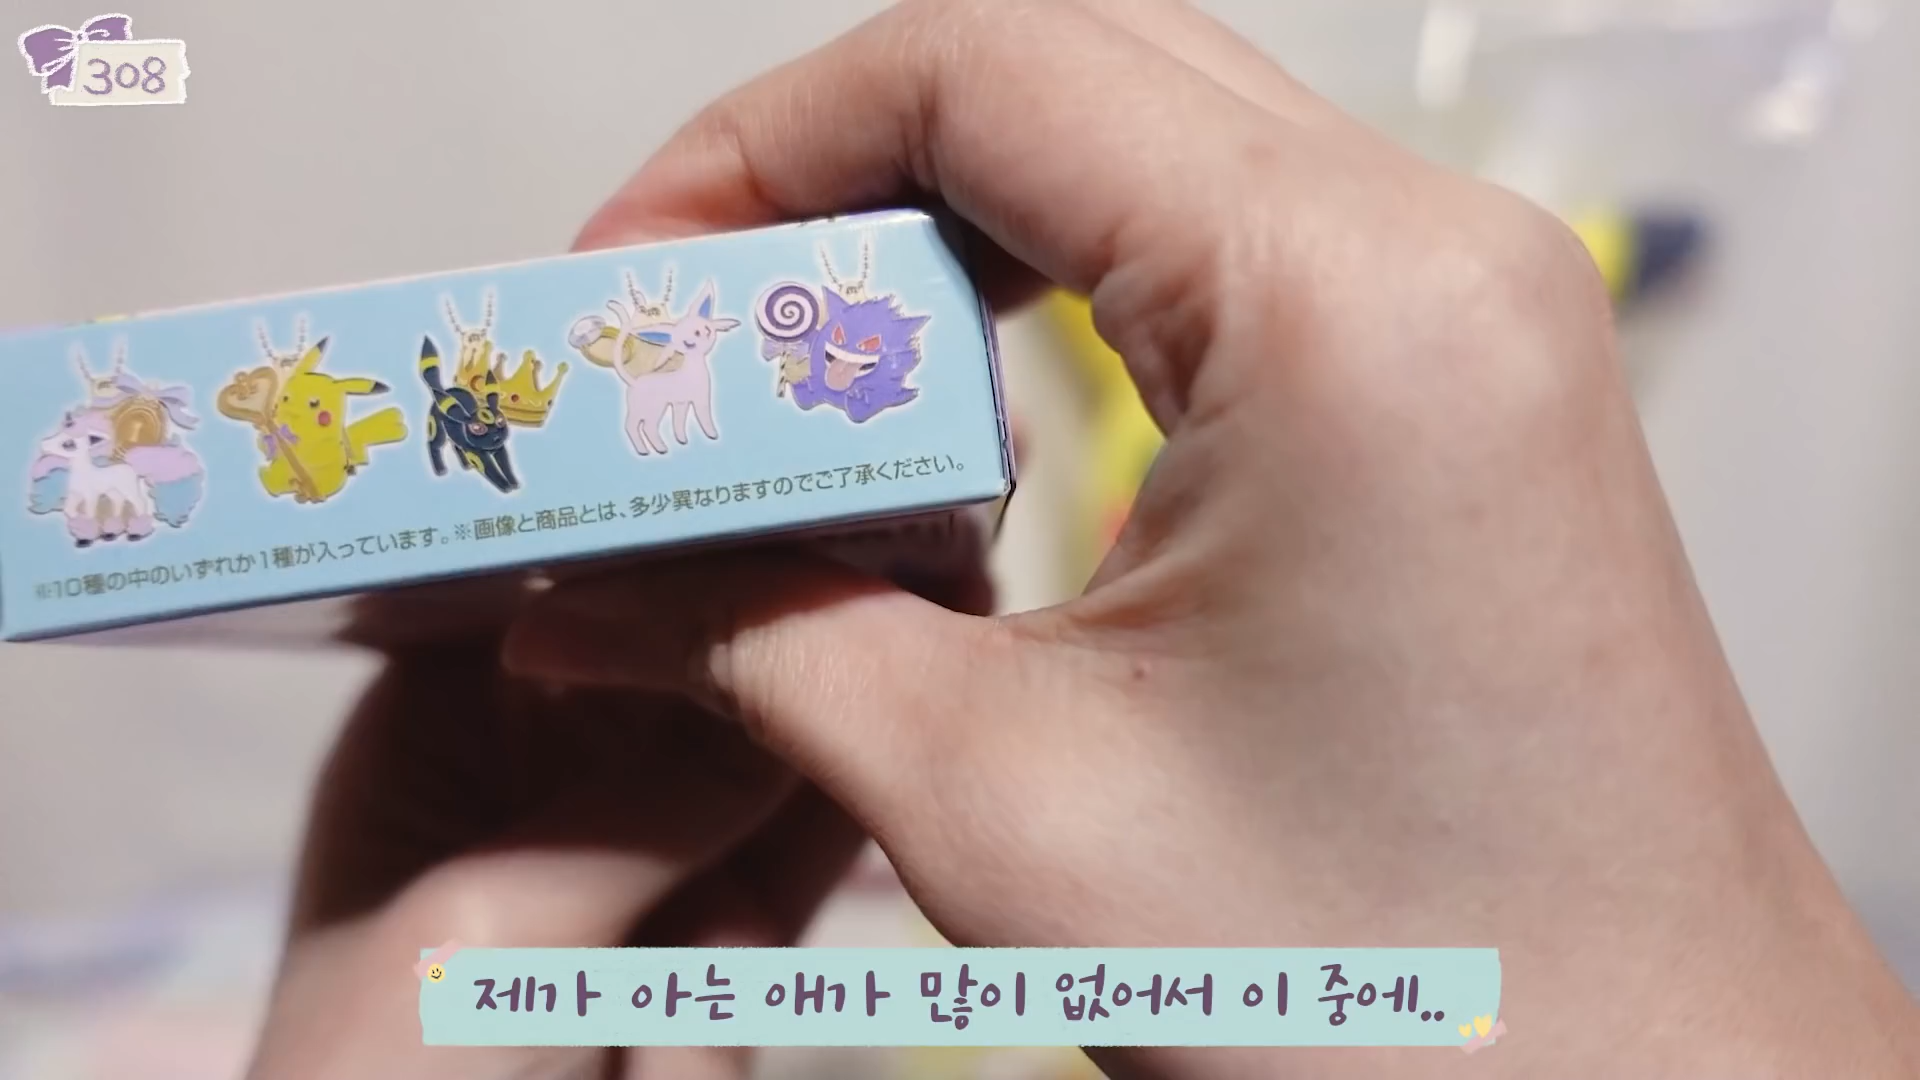 308
※10種の中のいずれか1種が入っています。※画像と商品とは、多少異なりますのでご了承ください。
제가 아는 애가 많이 없어서 이 중에..